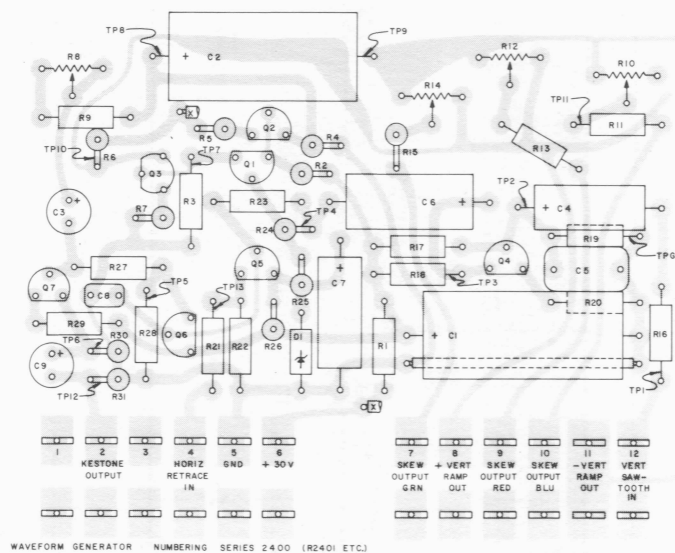 TP8
TP9
+ C2
R8
R12
R10
R14
TP11
R9
X
R5
Q2
R4
R15
R13
R11
TP10
R6
TP7
Q3
Q1
R2
TP2
C3
+
R7
R3
R23
TP4
C6 +
+ C4
R24
R27
Q5
R17
Q4
R19
TPG
Q7
C8
TP5
TP13
R25
+
C7
R18
TP3
C5
R20
R29
R30
R28
Q6
R21
R22
R26
D1
R1
+ C1
R16
TP6
C9
+
R31
TP12
TP1
X
1 2 3 4 5 6
KESTONE HORIZ GND + 30V
OUTPUT RETRACE
IN
7 8 9 10 11 12
SKEW + VERT SKEW SKEW -VERT VERT
OUTPUT RAMP OUTPUT OUTPUT RAMP SAW-
GRN OUT RED BLU OUT TOOTH
IN
WAVEFORM GENERATOR NUMBERING SERIES 2400 (R2401 ETC.)